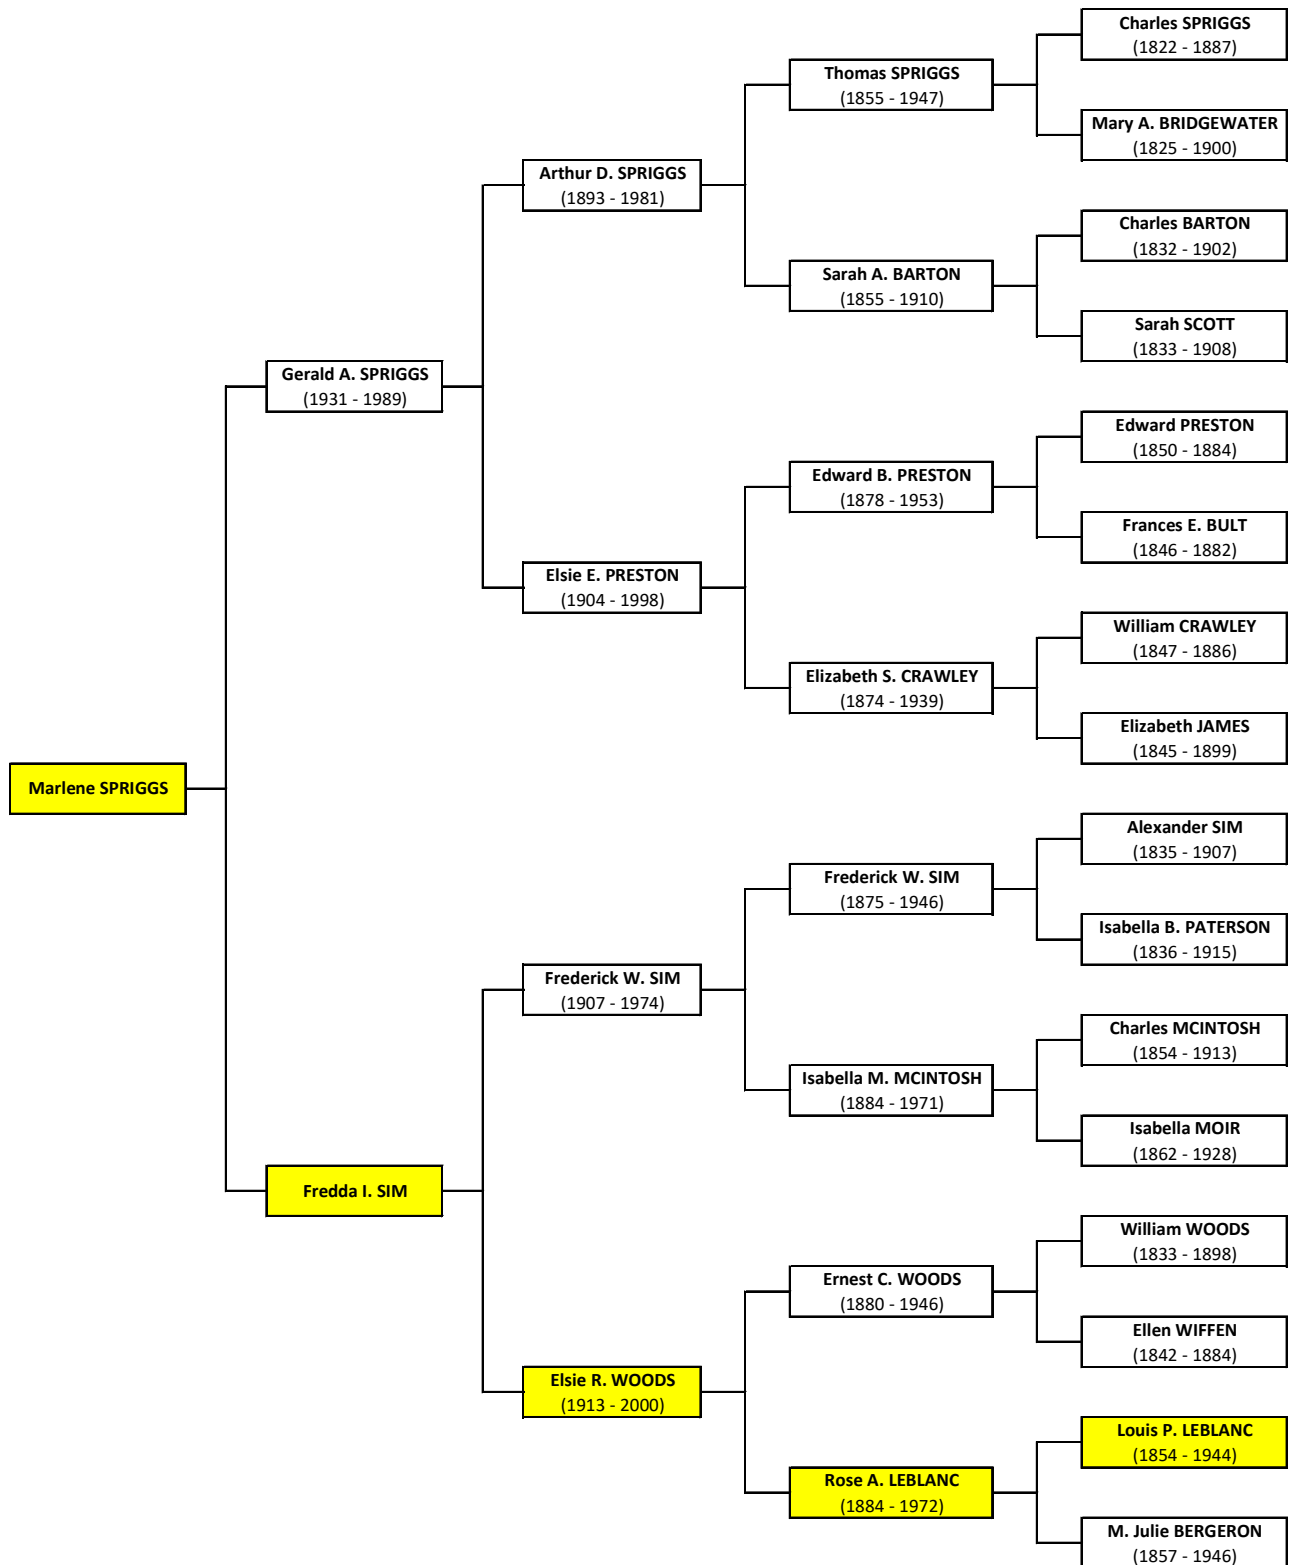 Charles SPRIGGS
(1822 - 1887)
Thomas SPRIGGS
(1855 - 1947)
Mary A. BRIDGEWATER
(1825 - 1900)
Arthur D. SPRIGGS
(1893 - 1981)
Charles BARTON
(1832 - 1902)
Sarah A. BARTON
(1855 - 1910)
Sarah SCOTT
(1833 - 1908)
Gerald A. SPRIGGS
(1931 - 1989)
Edward PRESTON
(1850 - 1884)
Edward B. PRESTON
(1878 - 1953)
Frances E. BULT
(1846 - 1882)
Elsie E. PRESTON
(1904 - 1998)
William CRAWLEY
(1847 - 1886)
Elizabeth S. CRAWLEY
(1874 - 1939)
Elizabeth JAMES
(1845 - 1899)
Marlene SPRIGGS
Alexander SIM
(1835 - 1907)
Frederick W. SIM
(1875 - 1946)
Isabella B. PATERSON
(1836 - 1915)
Frederick W. SIM
(1907 - 1974)
Charles MCINTOSH
(1854 - 1913)
Isabella M. MCINTOSH
(1884 - 1971)
Isabella MOIR
(1862 - 1928)
Fredda I. SIM
William WOODS
(1833 - 1898)
Ernest C. WOODS
(1880 - 1946)
Ellen WIFFEN
(1842 - 1884)
Elsie R. WOODS
(1913 - 2000)
Louis P. LEBLANC
(1854 - 1944)
Rose A. LEBLANC
(1884 - 1972)
M. Julie BERGERON
(1857 - 1946)